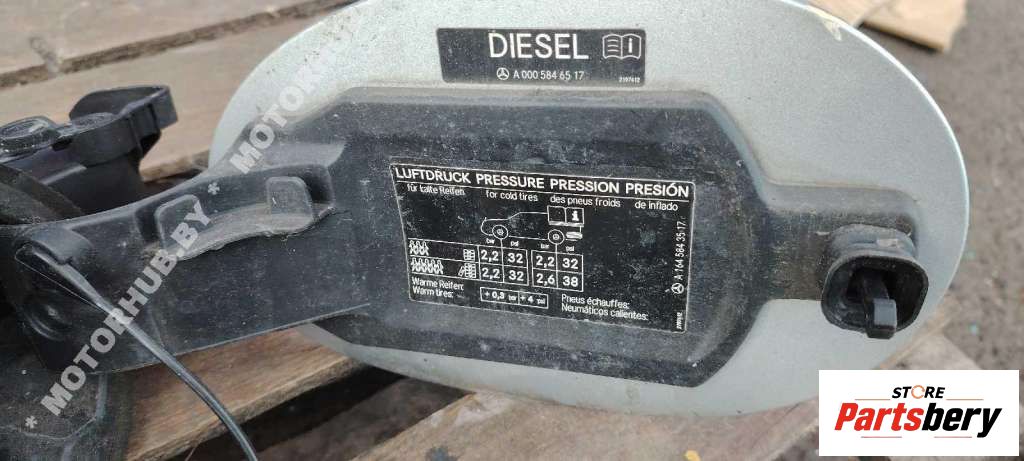 DIESEL
A 000 584 65 17
2197612
LUFTDRUCK PRESSURE PRESSION PRESIÓN
für kalte Reifen for cold tires des pneus froids de inflado
bar psi bar psi
2,2 32 2,2 32
2,2 32 2,6 38
Warme Reifen:
Warm tires:
+ 0,3 bar + 4 psi
Pneus échauffes:
Neumáticos calientes:
A 164 584 35 17
* MOTORHUB.BY * MOTORHUB
STORE
Partsbery